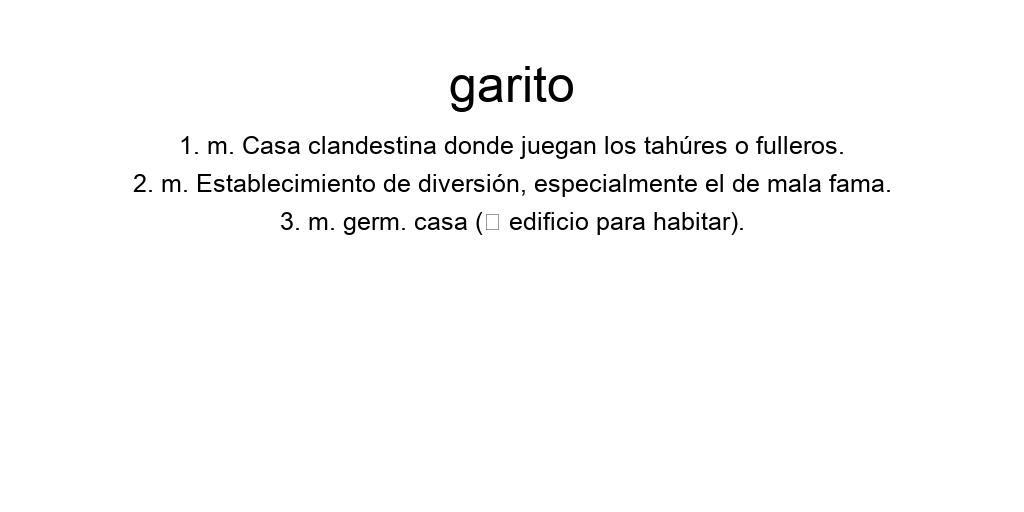 garito
1. m. Casa clandestina donde juegan los tahúres o fulleros.
2. m. Establecimiento de diversión, especialmente el de mala fama.
3. m. germ. casa (□ edificio para habitar).